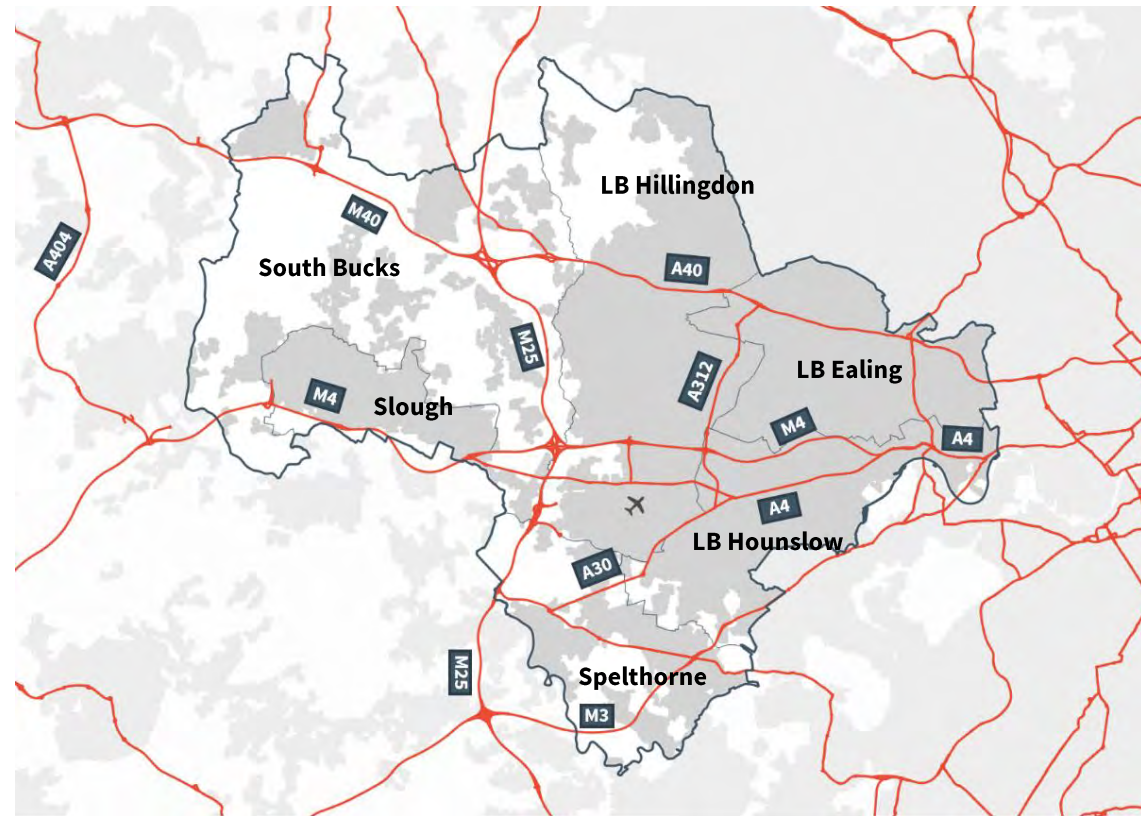 LB Hillingdon
M40
A404
South Bucks
A40
M25
A312
LB Ealing
M4
Slough
M4
A4
A4
LB Hounslow
A30
M25
Spelthorne
M3